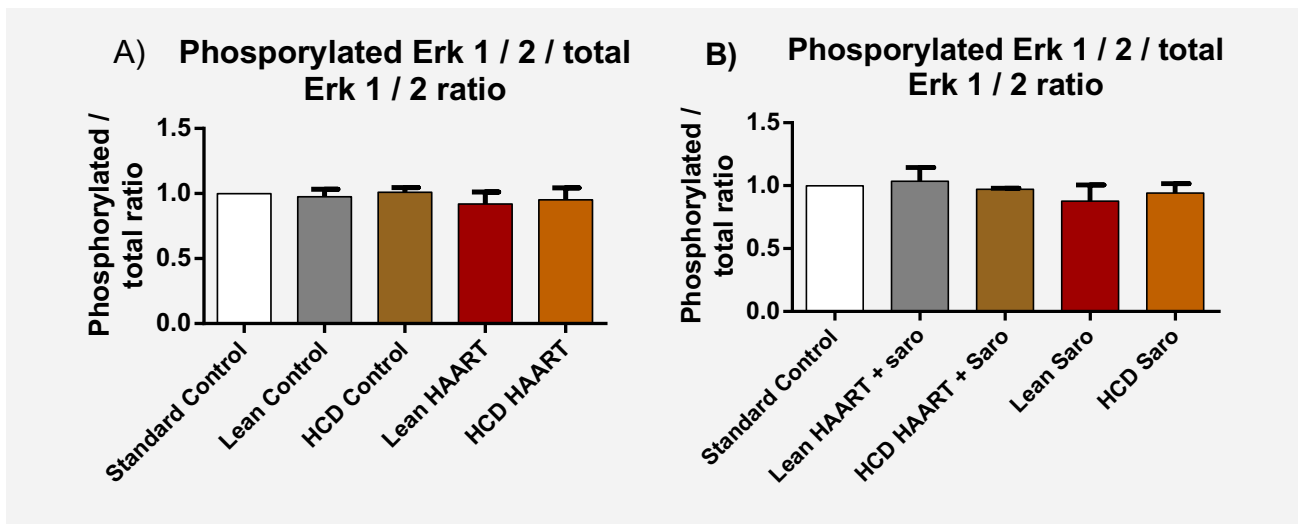 A) Phosporylated Erk 1 / 2 / total
Erk 1 / 2 ratio
Phosphorylated /
total ratio
1.5
1.0
0.5
0.0
Standard Control
Lean Control
HCD Control
Lean HAART
HCD HAART
B) Phosporylated Erk 1 / 2 / total
Erk 1 / 2 ratio
Phosphorylated /
total ratio
1.5
1.0
0.5
0.0
Standard Control
Lean HAART + saro
HCD HAART + Saro
Lean Saro
HCD Saro